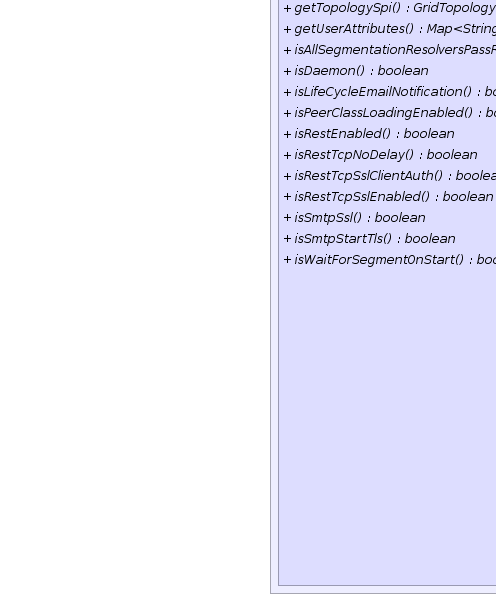 + getTopologySpi() : GridTopology
+ getUserAttributes() : Map<String
+ isAllSegmentationResolversPassR
+ isDaemon() : boolean
+ isLifeCycleEmailNotification() : bo
+ isPeerClassLoadingEnabled() : bo
+ isRestEnabled() : boolean
+ isRestTcpNoDelay() : boolean
+ isRestTcpSslClientAuth() : boolea
+ isRestTcpSslEnabled() : boolean
+ isSmtpSsl() : boolean
+ isSmtpStartTls() : boolean
+ isWaitForSegmentOnStart() : boo